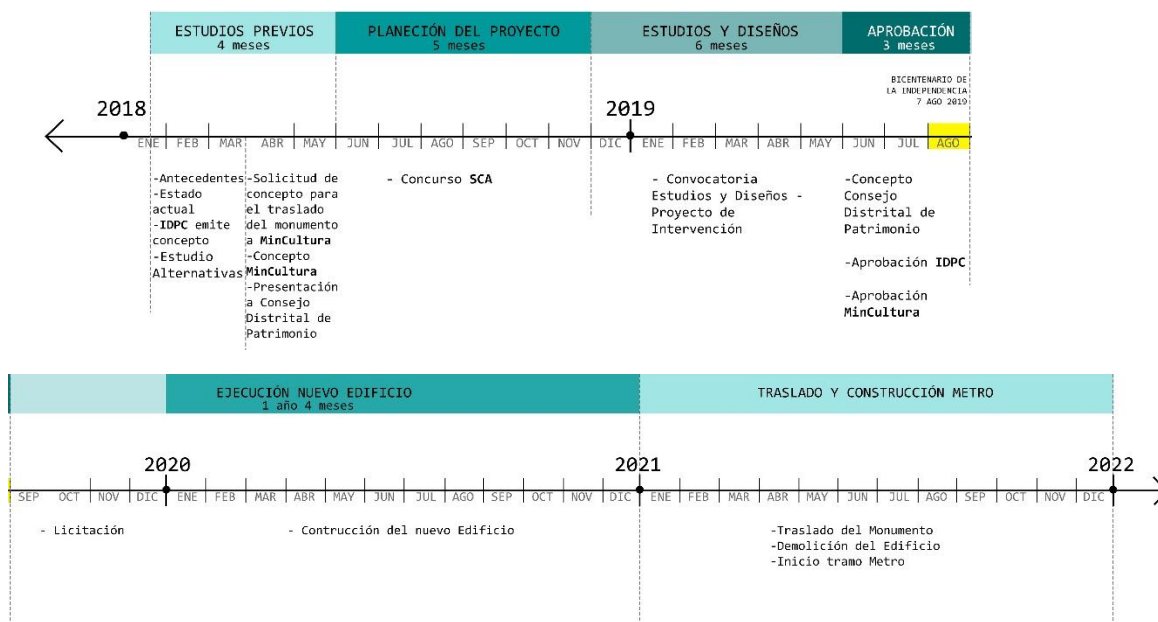 ESTUDIOS PREVIOS
4 meses
PLANECIÓN DEL PROYECTO
5 meses
ESTUDIOS Y DISEÑOS
6 meses
APROBACIÓN
3 meses
BICENTENARIO DE
LA INDEPENDENCIA
7 AGO 2019
2018
2019
ENE FEB MAR ABR MAY JUN JUL AGO SEP OCT NOV DIC ENE FEB MAR ABR MAY JUN JUL AGO
-Antecedentes
-Estado
actual
-IDPC emite
concepto
-Estudio
Alternativas
-Solicitud de
concepto para
el traslado
del monumento
a MinCultura
-Concepto
MinCultura
-Presentación
a Consejo
Distrital de
Patrimonio
- Concurso SCA
- Convocatoria
Estudios y Diseños -
Proyecto de
Intervención
-Concepto
Consejo
Distrital de
Patrimonio
-Aprobación IDPC
-Aprobación
MinCultura
EJECUCIÓN NUEVO EDIFICIO
1 año 4 meses
TRASLADO Y CONSTRUCCIÓN METRO
2020
2021
2022
SEP OCT NOV DIC ENE FEB MAR ABR MAY JUN JUL AGO SEP OCT NOV DIC ENE FEB MAR ABR MAY JUN JUL AGO SEP OCT NOV DIC
- Licitación
- Contrucción del nuevo Edificio
-Traslado del Monumento
-Demolición del Edificio
-Inicio tramo Metro